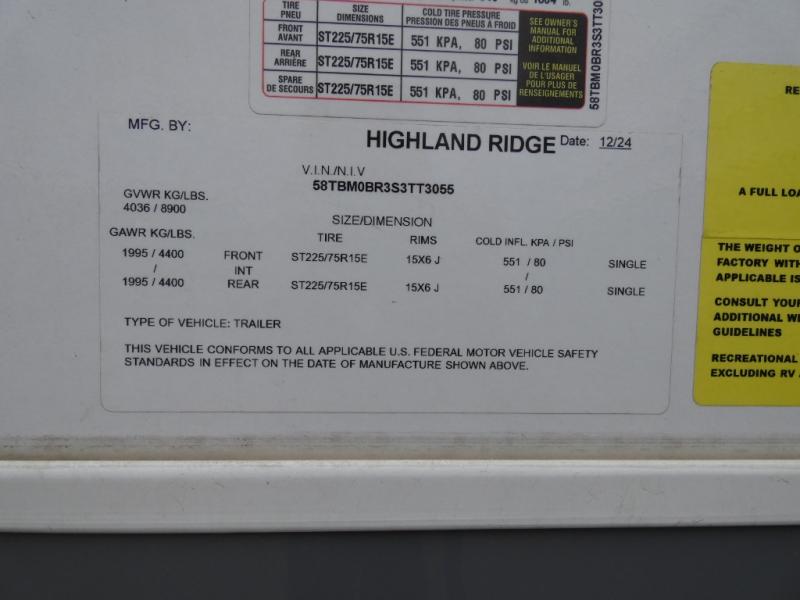 TIRE SIZE COLD TIRE PRESSURE
PNEU DIMENSIONS PRESSION DES PNEUS À FROID
FRONT
AVANT ST225/75R15E 551 KPA, 80 PSI
REAR
ARRIÈRE ST225/75R15E 551 KPA, 80 PSI
SPARE
DE SECOURS ST225/75R15E 551 KPA, 80 PSI
SEE OWNER'S
MANUAL FOR
ADDITIONAL
INFORMATION
VOIR LE MANUEL
DE L'USAGER
POUR PLUS DE
RENSEIGNEMENTS
58TBM0BR3S3TT30
MFG. BY: HIGHLAND RIDGE Date: 12/24
V.I.N./N.I.V
58TBM0BR3S3TT3055
GVWR KG/LBS.
4036 / 8900
SIZE/DIMENSION
GAWR KG/LBS. TIRE RIMS COLD INFL. KPA / PSI
1995 / 4400 FRONT ST225/75R15E 15X6 J 551 / 80 SINGLE
/ INT /
1995 / 4400 REAR ST225/75R15E 15X6 J 551 / 80 SINGLE
TYPE OF VEHICLE: TRAILER
THIS VEHICLE CONFORMS TO ALL APPLICABLE U.S. FEDERAL MOTOR VEHICLE SAFETY
STANDARDS IN EFFECT ON THE DATE OF MANUFACTURE SHOWN ABOVE.
RE
A FULL LOA
THE WEIGHT O
FACTORY WITH
APPLICABLE IS
CONSULT YOUR
ADDITIONAL WE
GUIDELINES
RECREATIONAL
EXCLUDING RV